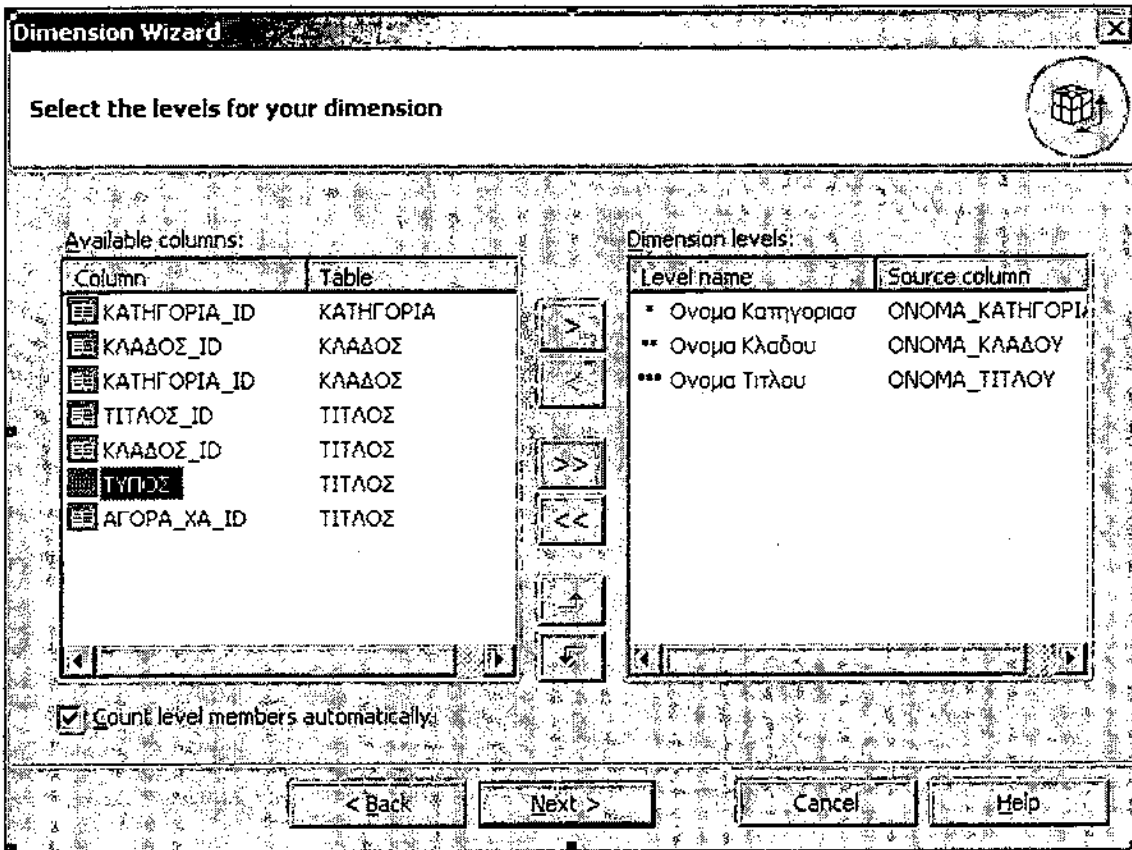 Dimension Wizard
Select the levels for your dimension
Available columns:
Column Table
ΚΑΤΗΓΟΡΙΑ_ID ΚΑΤΗΓΟΡΙΑ
ΚΛΑΔΟΣ_ID ΚΛΑΔΟΣ
ΚΑΤΗΓΟΡΙΑ_ID ΚΛΑΔΟΣ
ΤΙΤΛΟΣ_ID ΤΙΤΛΟΣ
ΚΛΑΔΟΣ_ID ΤΙΤΛΟΣ
ΤΥΠΟΣ ΤΙΤΛΟΣ
ΑΓΟΡΑ_ΧΑ_ID ΤΙΤΛΟΣ
>
<
>>
<<
Dimension levels:
Level name Source column
* Ονομα Κατηγορiασ ΟΝΟΜΑ_ΚΑΤΗΓΟΡΙΑ
** Ονομα Κλαδου ΟΝΟΜΑ_ΚΛΑΔΟΥ
*** Ονομα Τιτλου ΟΝΟΜΑ_ΤΙΤΛΟΥ
Count level members automatically
< Back Next > Cancel Help